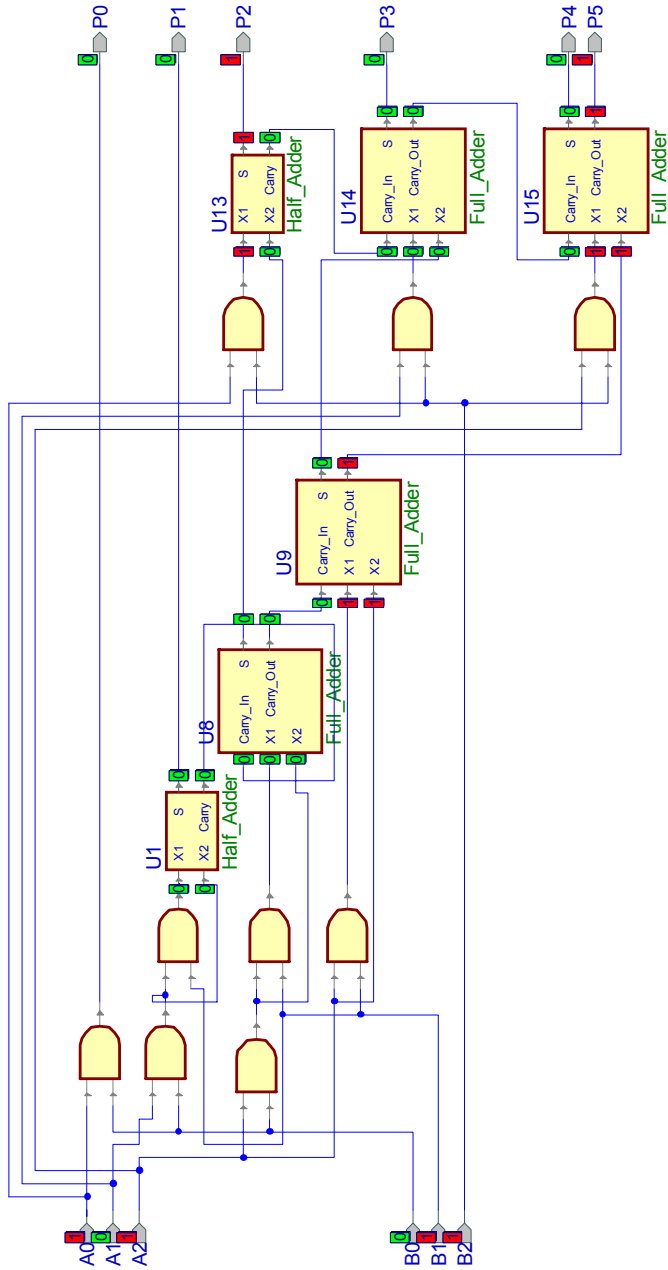 A0 1
A1 0
A2 1
B0 0
B1 1
B2 1
U1
0 X1 S 0
0 X2 Carry 0
Half_Adder
U8
0 Carry_In S 0
0 X1 Carry_Out 0
0 X2
Full_Adder
U9
0 Carry_In S 0
1 X1 Carry_Out 1
1 X2
Full_Adder
U13
1 X1 S 1
0 X2 Carry 0
Half_Adder
U14
0 Carry_In S 0
0 X1 Carry_Out 0
0 X2
Full_Adder
U15
0 Carry_In S 0
1 X1 Carry_Out 1
1 X2
Full_Adder
0 P0
0 P1
1 P2
0 P3
0 P4
1 P5